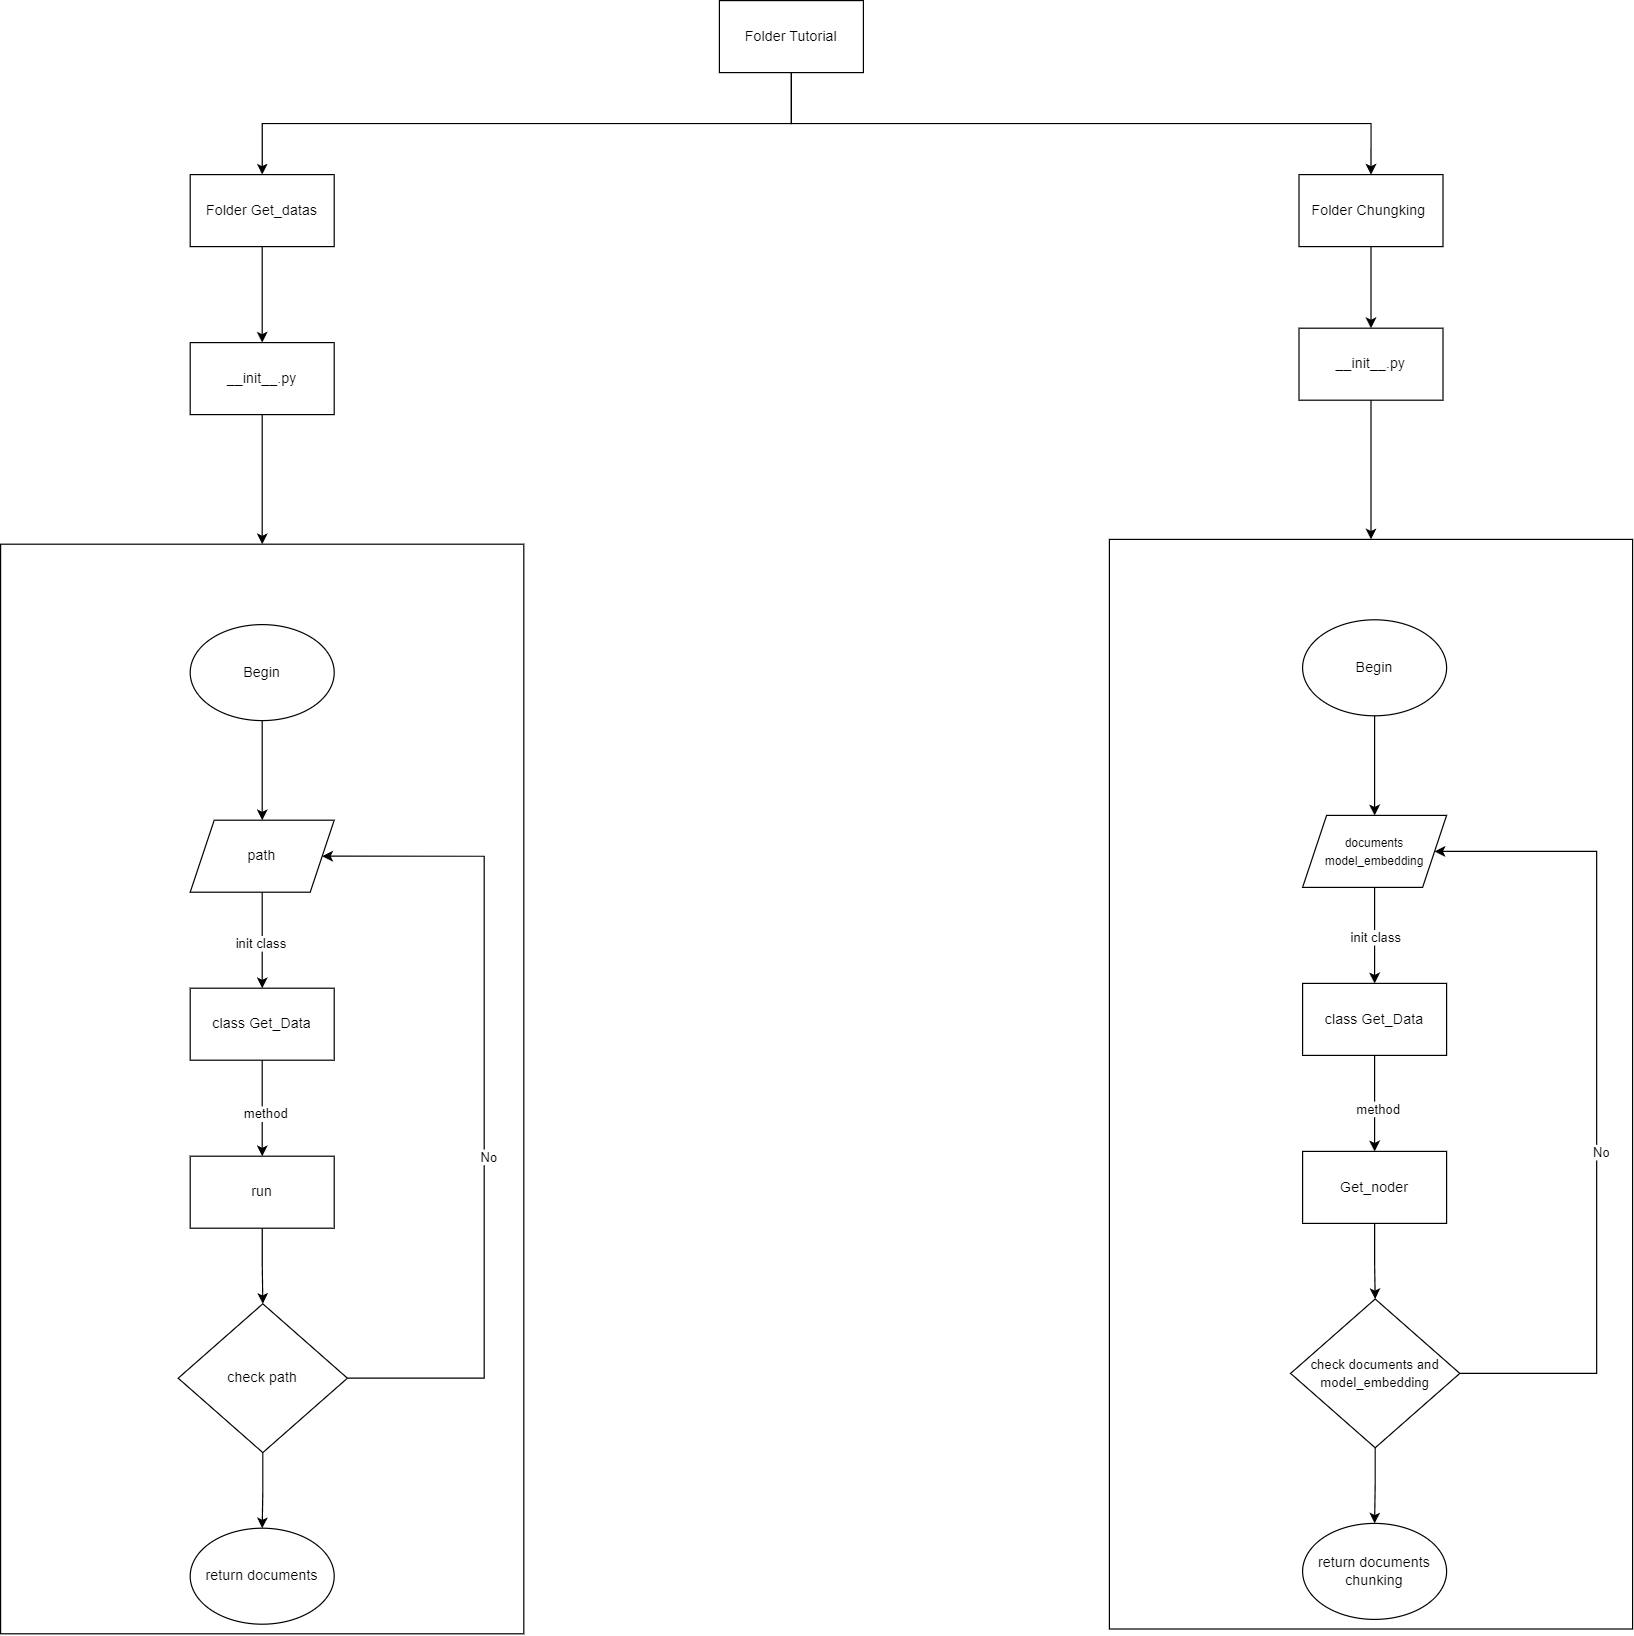 Folder Tutorial
Folder Get_datas
__init__.py
Begin
path
init class
class Get_Data
method
run
No
check path
return documents
Folder Chungking
__init__.py
Begin
documents
model_embedding
init class
class Get_Data
method
No
Get_noder
check documents and
model_embedding
return documents
chunking